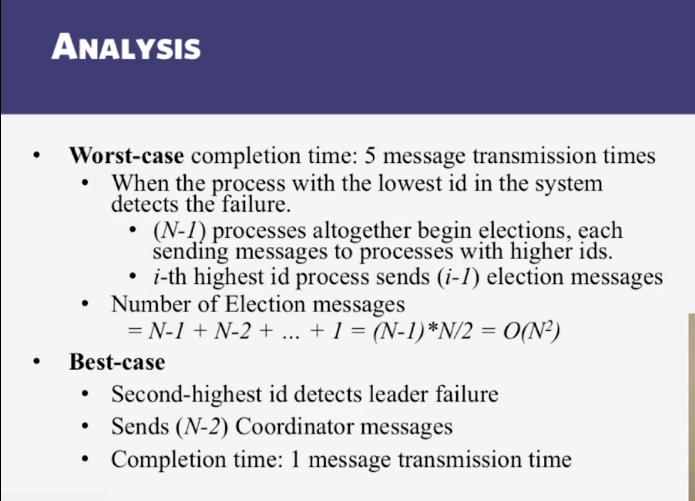 ANALYSIS
• Worst-case completion time: 5 message transmission times
• When the process with the lowest id in the system
detects the failure.
• (N-1) processes altogether begin elections, each
sending messages to processes with higher ids.
• i-th highest id process sends (i-1) election messages
• Number of Election messages
= N-1 + N-2 + ... + 1 = (N-1)*N/2 = O(N²)
• Best-case
• Second-highest id detects leader failure
• Sends (N-2) Coordinator messages
• Completion time: 1 message transmission time